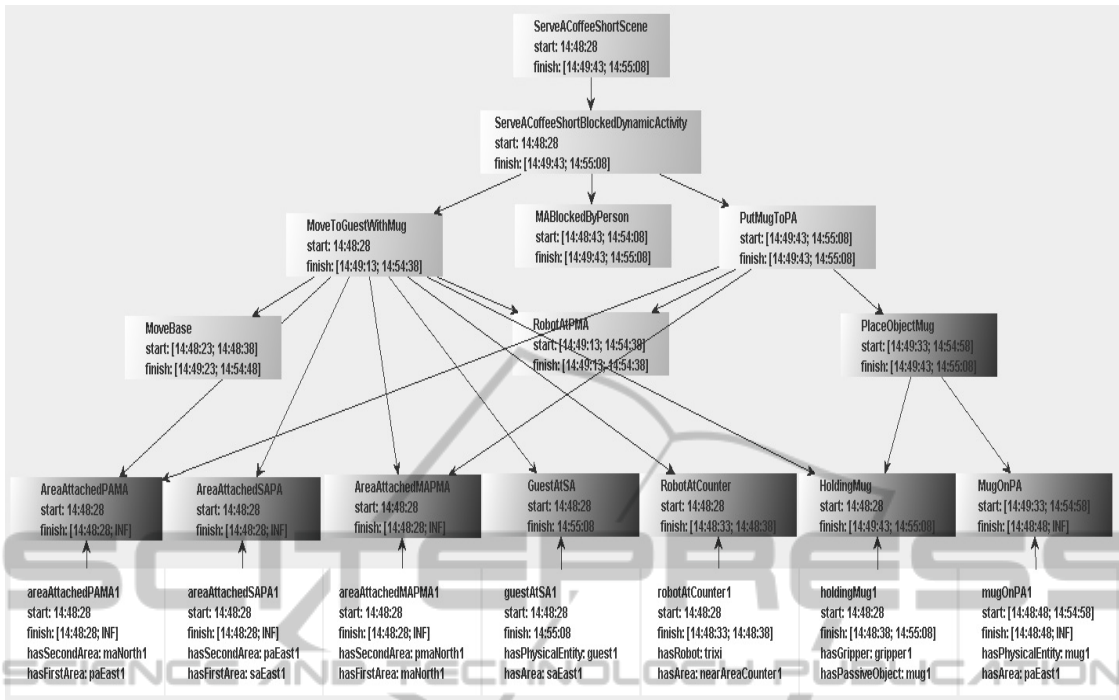 ServeACoffeeShortScene
start: 14:48:28
finish: [14:49:43; 14:55:08]
ServeACoffeeShortBlockedDynamicActivity
start: 14:48:28
finish: [14:49:43; 14:55:08]
MoveToGuestWithMug
start: 14:48:28
finish: [14:49:13; 14:54:38]
MABlockedByPerson
start: [14:48:43; 14:54:08]
finish: [14:49:43; 14:55:08]
PutMugToPA
start: [14:49:43; 14:55:08]
finish: [14:49:43; 14:55:08]
MoveBase
start: [14:48:23; 14:48:38]
finish: [14:49:23; 14:54:48]
RobotAtPMA
start: [14:49:13; 14:54:38]
finish: [14:49:13; 14:54:38]
PlaceObjectMug
start: [14:49:33; 14:54:58]
finish: [14:49:43; 14:55:08]
AreaAttachedPAMA
start: 14:48:28
finish: [14:48:28; INF]
AreaAttachedSAPA
start: 14:48:28
finish: [14:48:28; INF]
AreaAttachedMAPMA
start: 14:48:28
finish: [14:48:28; INF]
GuestAtSA
start: 14:48:28
finish: 14:55:08
RobotAtCounter
start: 14:48:28
finish: [14:48:33; 14:48:38]
HoldingMug
start: 14:48:28
finish: [14:49:43; 14:55:08]
MugOnPA
start: [14:49:33; 14:54:58]
finish: [14:48:48; INF]
areaAttachedPAMA1
start: 14:48:28
finish: [14:48:28; INF]
hasSecondArea: maNorth1
hasFirstArea: paEast1
areaAttachedSAPA1
start: 14:48:28
finish: [14:48:28; INF]
hasSecondArea: paEast1
hasFirstArea: saEast1
areaAttachedMAPMA1
start: 14:48:28
finish: [14:48:28; INF]
hasSecondArea: pmaNorth1
hasFirstArea: maNorth1
guestAtSA1
start: 14:48:28
finish: 14:55:08
hasPhysicalEntity: guest1
hasArea: saEast1
robotAtCounter1
start: 14:48:28
finish: [14:48:33; 14:48:38]
hasRobot: trixi
hasArea: nearAreaCounter1
holdingMug1
start: 14:48:28
finish: [14:48:38; 14:55:08]
hasGripper: gripper1
hasPassiveObject: mug1
mugOnPA1
start: [14:48:48; 14:54:58]
finish: [14:48:48; INF]
hasPhysicalEntity: mug1
hasArea: paEast1
SCITEPRESS
SCIENCE AND TECHNOLOGY PUBLICATIONS